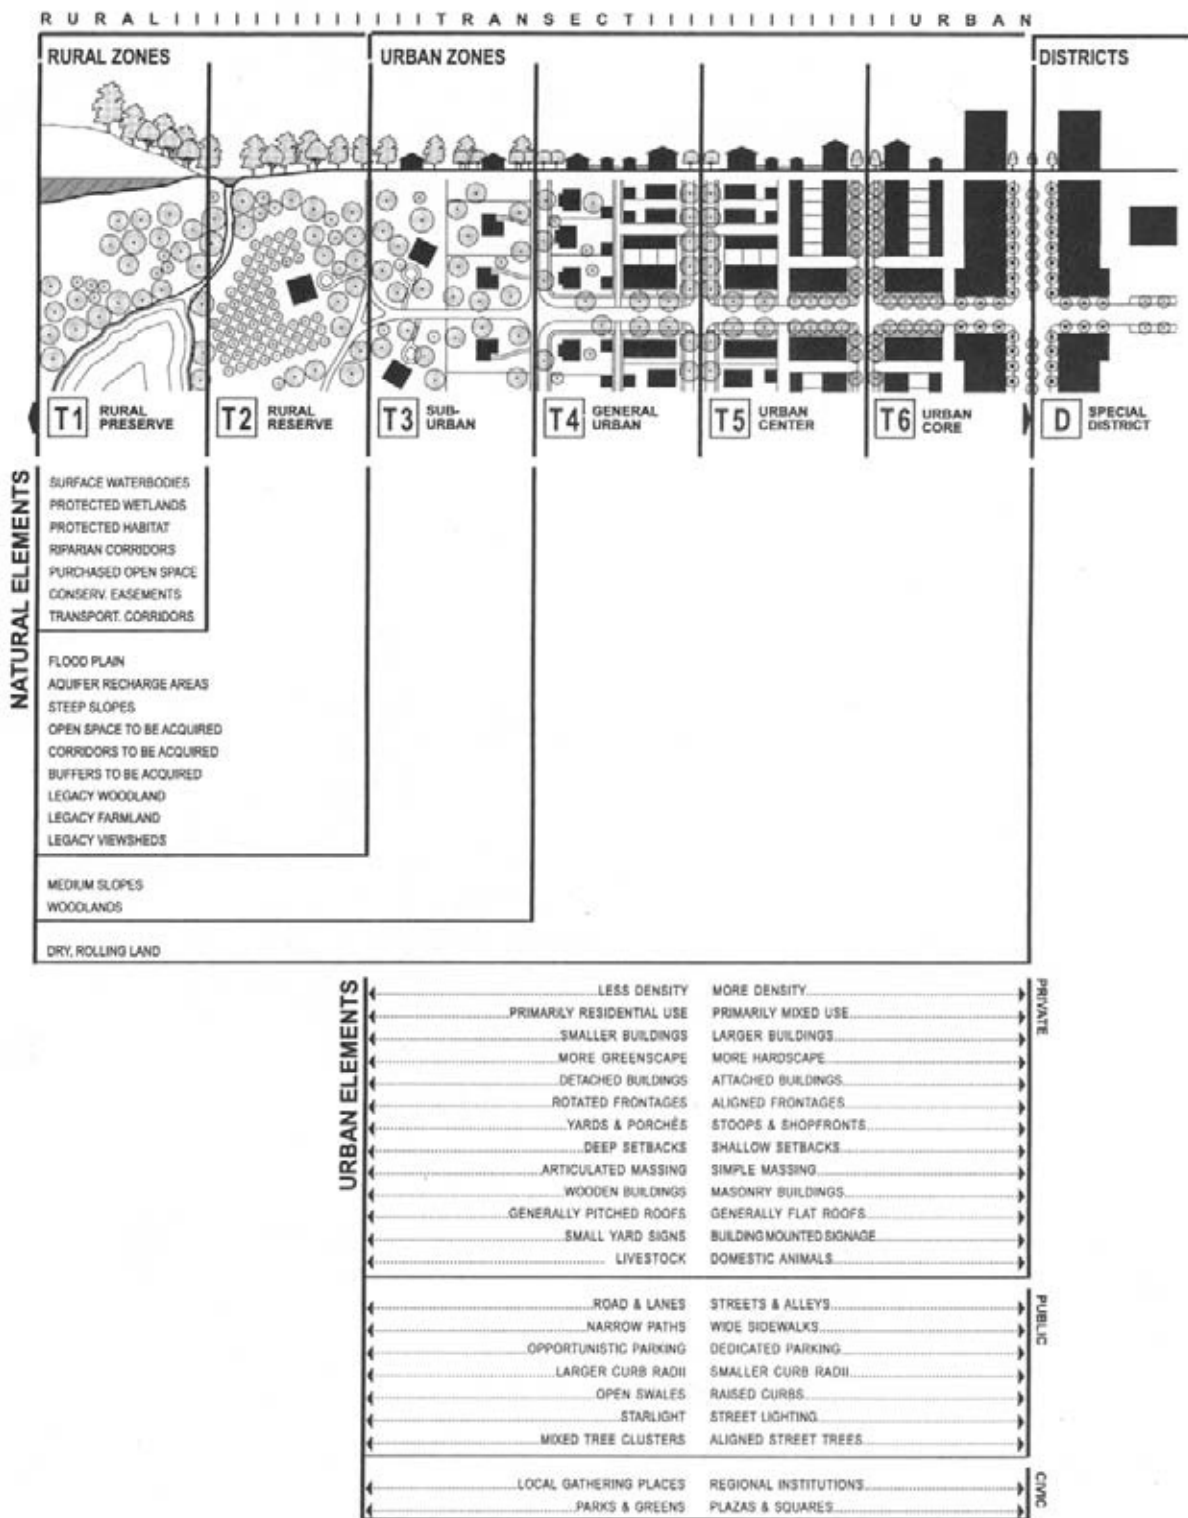 RURAL IIIIIIIIIIIIII TRANSECT IIIIIIIIIIIIIII URBAN
RURAL ZONES
URBAN ZONES
DISTRICTS
T1 RURAL PRESERVE
T2 RURAL RESERVE
T3 SUB-URBAN
T4 GENERAL URBAN
T5 URBAN CENTER
T6 URBAN CORE
D SPECIAL DISTRICT
NATURAL ELEMENTS
SURFACE WATERBODIES
PROTECTED WETLANDS
PROTECTED HABITAT
RIPARIAN CORRIDORS
PURCHASED OPEN SPACE
CONSERV. EASEMENTS
TRANSPORT. CORRIDORS
FLOOD PLAIN
AQUIFER RECHARGE AREAS
STEEP SLOPES
OPEN SPACE TO BE ACQUIRED
CORRIDORS TO BE ACQUIRED
BUFFERS TO BE ACQUIRED
LEGACY WOODLAND
LEGACY FARMLAND
LEGACY VIEWSHEDS
MEDIUM SLOPES
WOODLANDS
DRY, ROLLING LAND
URBAN ELEMENTS
PRIVATE
LESS DENSITY MORE DENSITY
PRIMARILY RESIDENTIAL USE PRIMARILY MIXED USE
SMALLER BUILDINGS LARGER BUILDINGS
MORE GREENSCAPE MORE HARDSCAPE
DETACHED BUILDINGS ATTACHED BUILDINGS
ROTATED FRONTAGES ALIGNED FRONTAGES
YARDS & PORCHES STOOPS & SHOPFRONTS
DEEP SETBACKS SHALLOW SETBACKS
ARTICULATED MASSING SIMPLE MASSING
WOODEN BUILDINGS MASONRY BUILDINGS
GENERALLY PITCHED ROOFS GENERALLY FLAT ROOFS
SMALL YARD SIGNS BUILDING MOUNTED SIGNAGE
LIVESTOCK DOMESTIC ANIMALS
PUBLIC
ROAD & LANES STREETS & ALLEYS
NARROW PATHS WIDE SIDEWALKS
OPPORTUNISTIC PARKING DEDICATED PARKING
LARGER CURB RADII SMALLER CURB RADII
OPEN SWALES RAISED CURBS
STARLIGHT STREET LIGHTING
MIXED TREE CLUSTERS ALIGNED STREET TREES
CIVIC
LOCAL GATHERING PLACES REGIONAL INSTITUTIONS
PARKS & GREENS PLAZAS & SQUARES